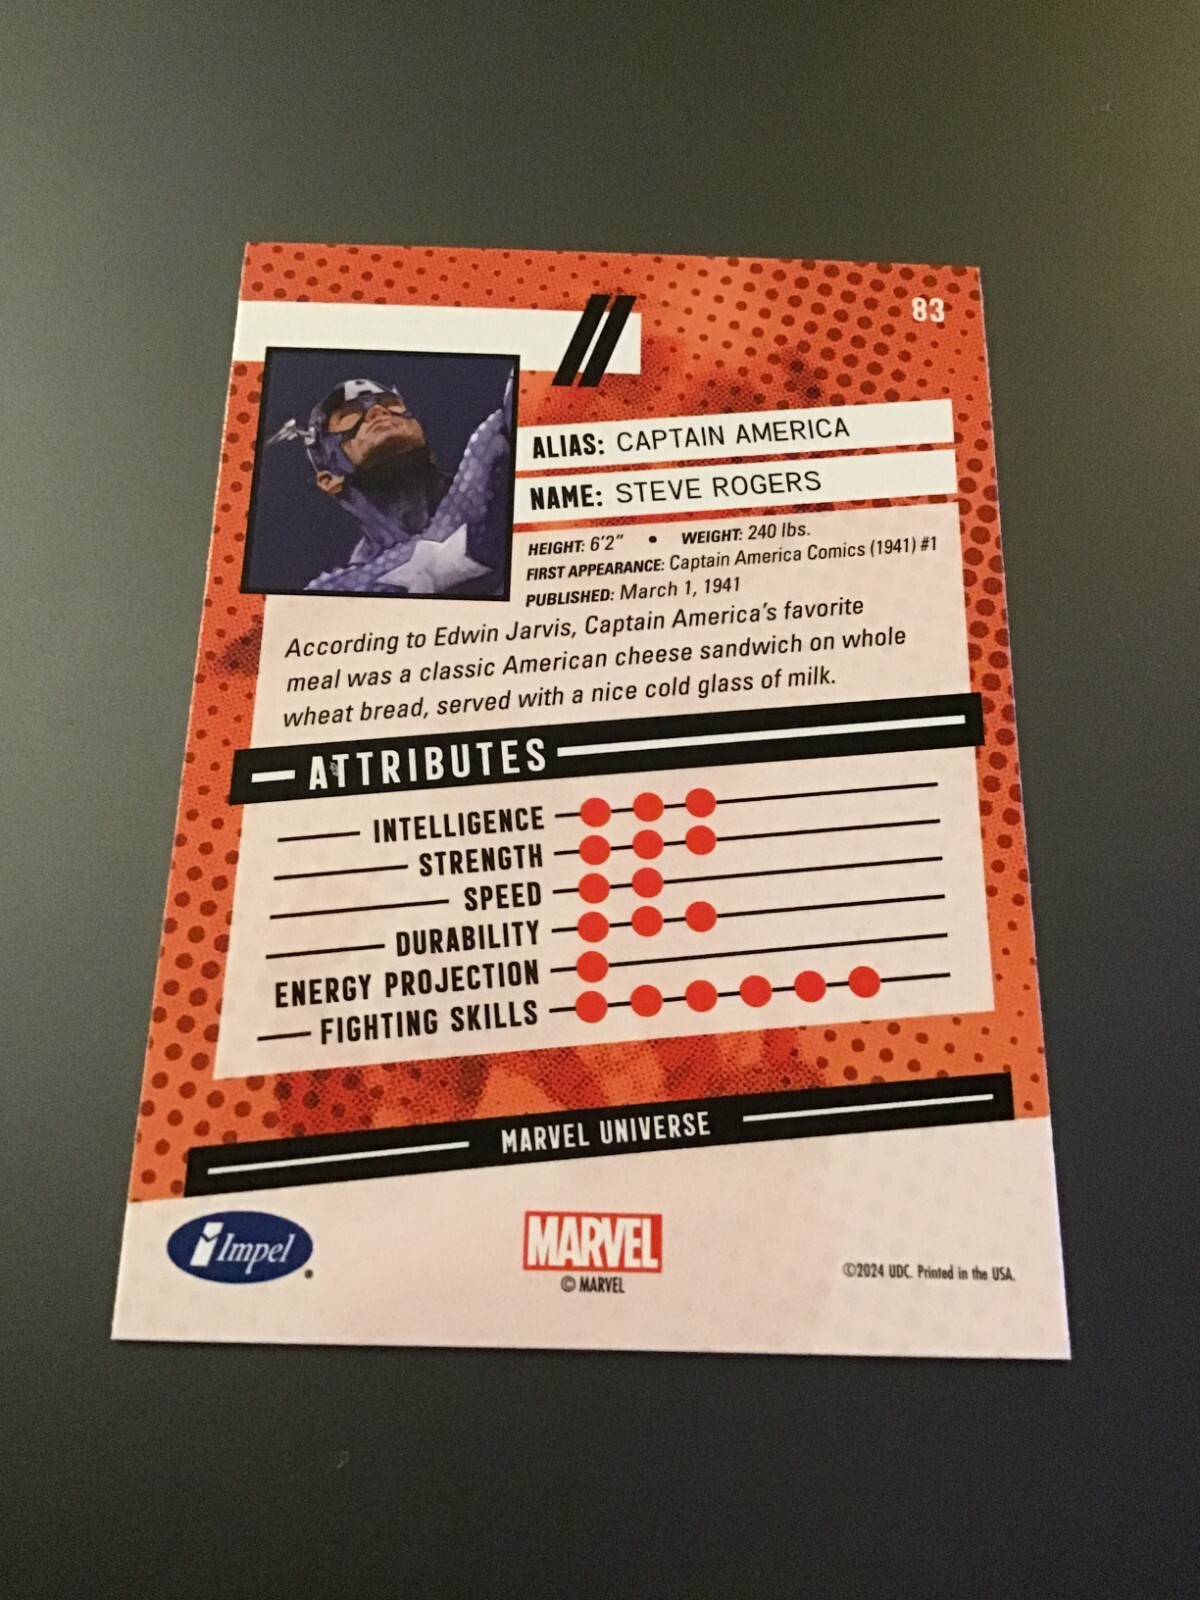 83
ALIAS: CAPTAIN AMERICA
NAME: STEVE ROGERS
HEIGHT: 6'2" • WEIGHT: 240 lbs.
FIRST APPEARANCE: Captain America Comics (1941) #1
PUBLISHED: March 1, 1941
According to Edwin Jarvis, Captain America's favorite
meal was a classic American cheese sandwich on whole
wheat bread, served with a nice cold glass of milk.
ATTRIBUTES
INTELLIGENCE
STRENGTH
SPEED
DURABILITY
ENERGY PROJECTION
FIGHTING SKILLS
MARVEL UNIVERSE
Impel®
MARVEL
© MARVEL
©2024 UDC. Printed in the USA.